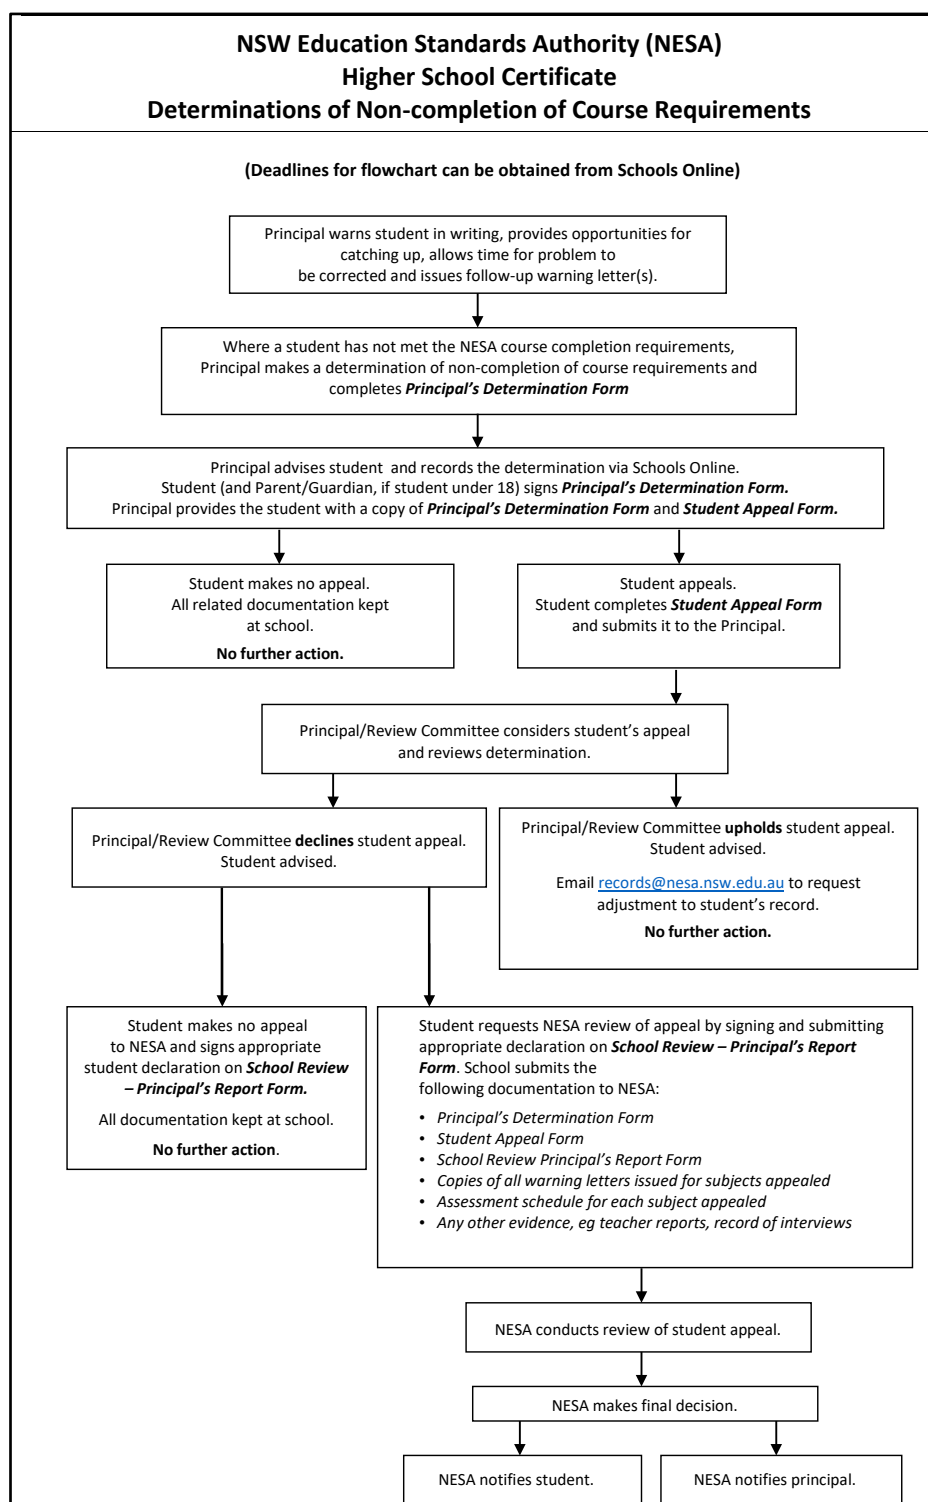 NSW Education Standards Authority (NESA)
Higher School Certificate
Determinations of Non-completion of Course Requirements
(Deadlines for flowchart can be obtained from Schools Online)
Principal warns student in writing, provides opportunities for
catching up, allows time for problem to
be corrected and issues follow-up warning letter(s).
Where a student has not met the NESA course completion requirements,
Principal makes a determination of non-completion of course requirements and
completes Principal’s Determination Form
Principal advises student and records the determination via Schools Online.
Student (and Parent/Guardian, if student under 18) signs Principal’s Determination Form.
Principal provides the student with a copy of Principal’s Determination Form and Student Appeal Form.
Student makes no appeal.
All related documentation kept
at school.
No further action.
Student appeals.
Student completes Student Appeal Form
and submits it to the Principal.
Principal/Review Committee considers student’s appeal
and reviews determination.
Principal/Review Committee declines student appeal.
Student advised.
Principal/Review Committee upholds student appeal.
Student advised.
Email records@nesa.nsw.edu.au to request
adjustment to student’s record.
No further action.
Student makes no appeal
to NESA and signs appropriate
student declaration on School Review
– Principal’s Report Form.
All documentation kept at school.
No further action.
Student requests NESA review of appeal by signing and submitting
appropriate declaration on School Review – Principal’s Report
Form. School submits the
following documentation to NESA:
• Principal’s Determination Form
• Student Appeal Form
• School Review Principal’s Report Form
• Copies of all warning letters issued for subjects appealed
• Assessment schedule for each subject appealed
• Any other evidence, eg teacher reports, record of interviews
NESA conducts review of student appeal.
NESA makes final decision.
NESA notifies student.
NESA notifies principal.